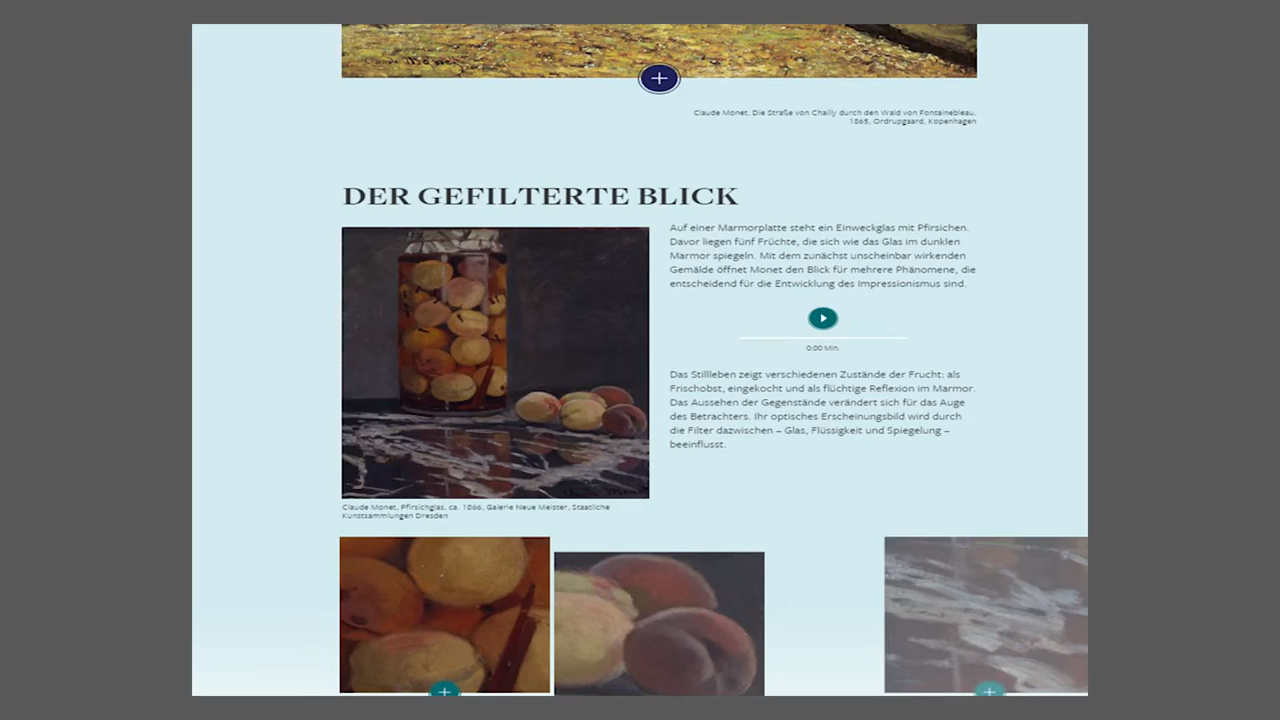 Claude Monet, Die Straße von Chailly durch den Wald von Fontainebleau,
1865, Ordrupgaard, Kopenhagen
DER GEFILTERTE BLICK
Auf einer Marmorplatte steht ein Einweckglas mit Pfirsichen.
Davor liegen fünf Früchte, die sich wie das Glas im dunklen
Marmor spiegeln. Mit dem zunächst unscheinbar wirkenden
Gemälde öffnet Monet den Blick für mehrere Phänomene, die
entscheidend für die Entwicklung des Impressionismus sind.
0:00 Min.
Das Stillleben zeigt verschiedenen Zustände der Frucht: als
Frischobst, eingekocht und als flüchtige Reflexion im Marmor.
Das Aussehen der Gegenstände verändert sich für das Auge
des Betrachters. Ihr optisches Erscheinungsbild wird durch
die Filter dazwischen – Glas, Flüssigkeit und Spiegelung –
beeinflusst.
Claude Monet, Pfirsichglas, ca. 1866, Galerie Neue Meister, Staatliche
Kunstsammlungen Dresden